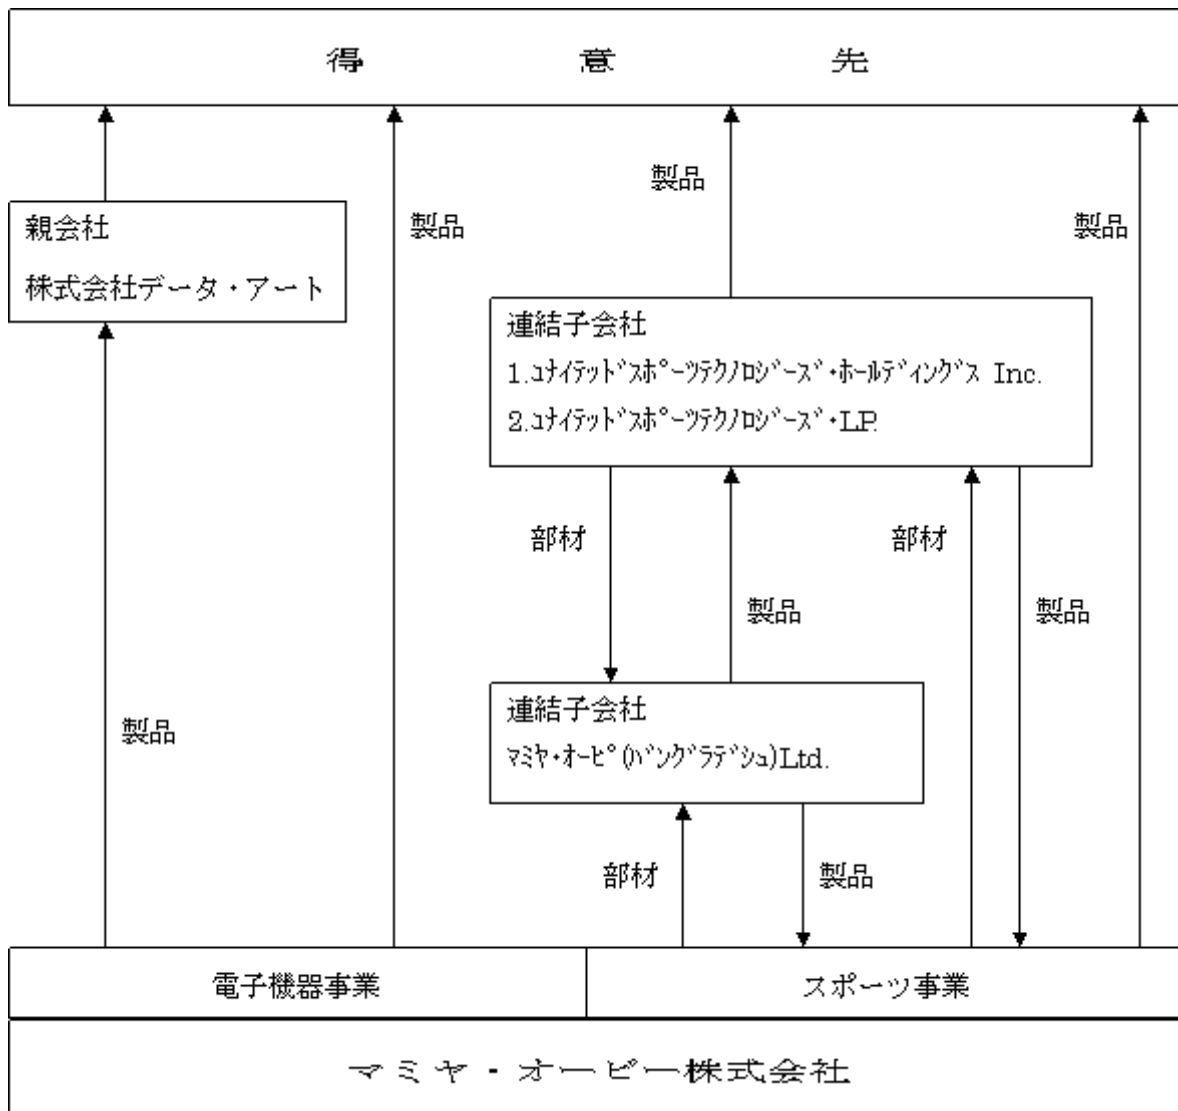 得意先
製品
親会社
製品
製品
株式会社データ・アート
連結子会社
1.ﾕﾅｲﾃｯﾄﾞｽﾎﾟｰﾂﾃｸﾉﾛｼﾞｰｽﾞ・ﾎｰﾙﾃﾞｨﾝｸﾞｽ Inc.
2.ﾕﾅｲﾃｯﾄﾞｽﾎﾟｰﾂﾃｸﾉﾛｼﾞｰｽﾞ・L.P.
部材
部材
製品
製品
連結子会社
製品
ﾏﾐﾔ・ｵｰﾋﾟ(ﾊﾞﾝｸﾞﾗﾃﾞｼｭ)Ltd.
部材
製品
電子機器事業
スポーツ事業
マミヤ・オーピー株式会社